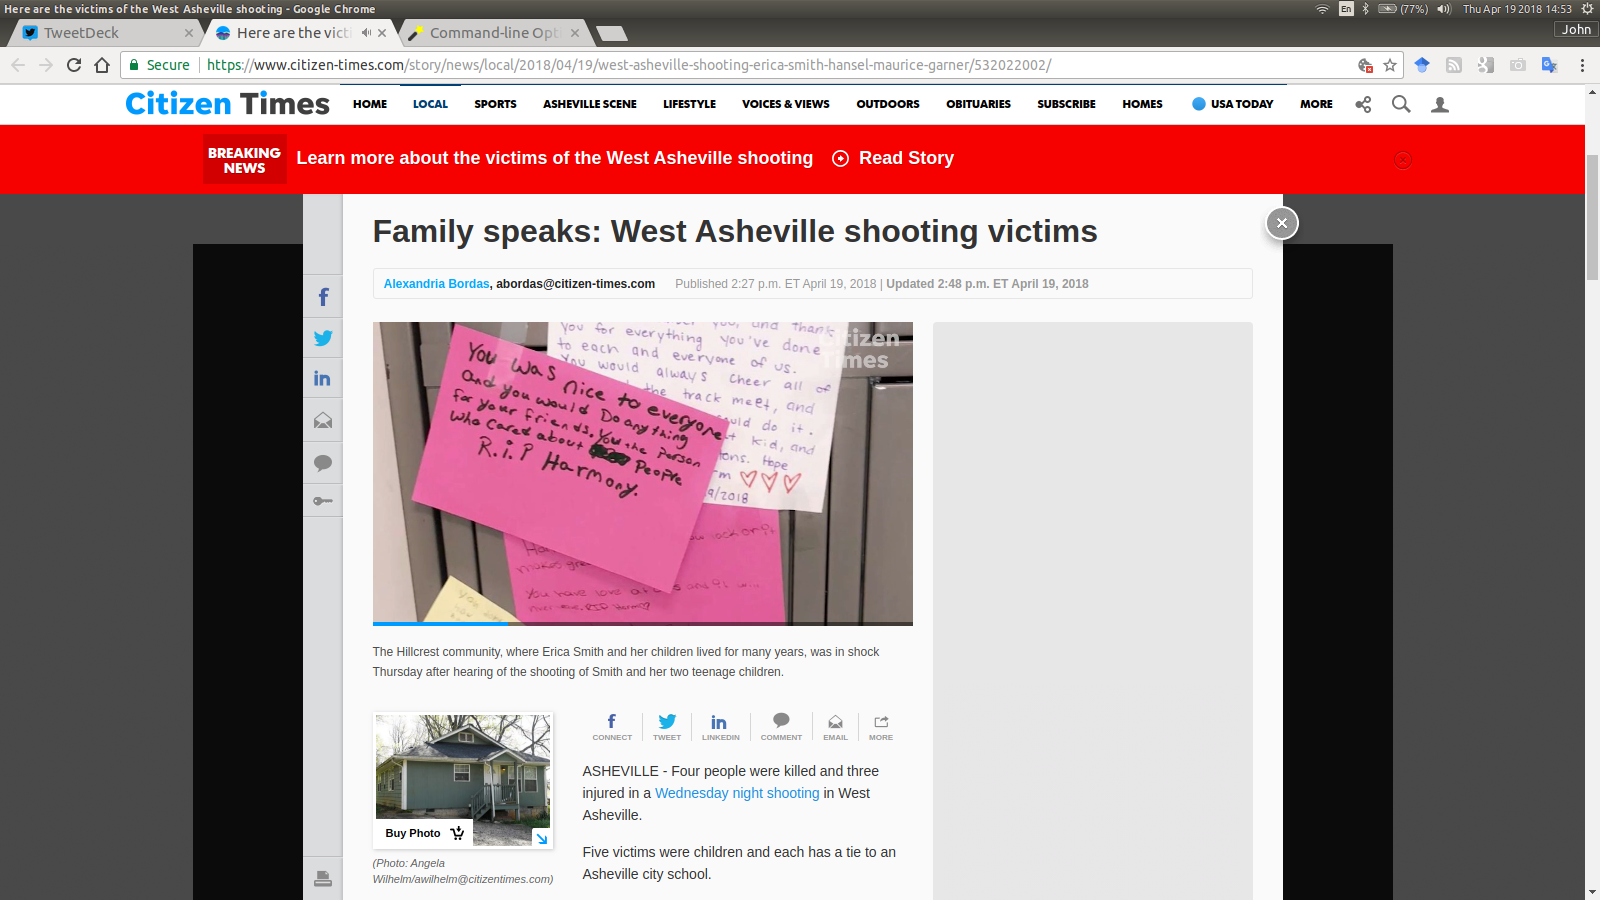 Here are the victims of the West Asheville shooting - Google Chrome
En
(77%)
Thu Apr 19 2018 14:53
TweetDeck
Here are the victi
Command-line Opti
John
Secure
https://www.citizen-times.com/story/news/local/2018/04/19/west-asheville-shooting-erica-smith-hansel-maurice-garner/532022002/
Citizen Times
HOME
LOCAL
SPORTS
ASHEVILLE SCENE
LIFESTYLE
VOICES & VIEWS
OUTDOORS
OBITUARIES
SUBSCRIBE
HOMES
USA TODAY
MORE
BREAKING
NEWS
Learn more about the victims of the West Asheville shooting
Read Story
Family speaks: West Asheville shooting victims
Alexandria Bordas, abordas@citizen-times.com
Published 2:27 p.m. ET April 19, 2018 | Updated 2:48 p.m. ET April 19, 2018
Citizen
Times
you, and thank
you for everything you've done
to each and everyone of us.
You would always cheer all of
the track meet, and
would do it.
kid, and
Hope
9/2018
You was nice to everyone
and you would Do anything
for your friends. You the Person
who cared about People
R.i.P Harmony.
You have
The Hillcrest community, where Erica Smith and her children lived for many years, was in shock
Thursday after hearing of the shooting of Smith and her two teenage children.
Buy Photo
(Photo: Angela
Wilhelm/awilhelm@citizentimes.com)
CONNECT
TWEET
LINKEDIN
COMMENT
EMAIL
MORE
ASHEVILLE - Four people were killed and three
injured in a Wednesday night shooting in West
Asheville.
Five victims were children and each has a tie to an
Asheville city school.